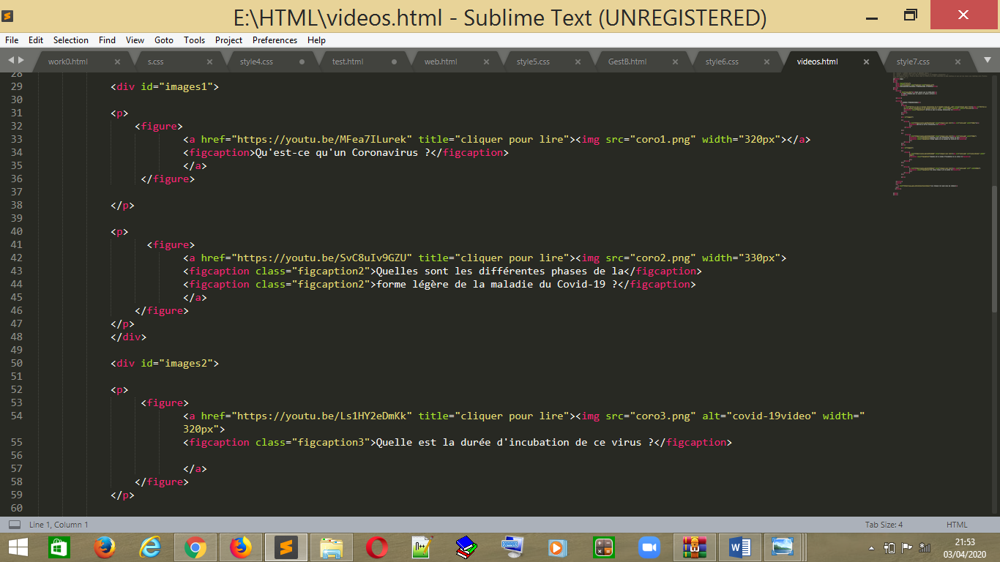 E:\HTML\videos.html - Sublime Text (UNREGISTERED)
File Edit Selection Find View Goto Tools Project Preferences Help
work0.html s.css style4.css test.html web.html style5.css GestB.html style6.css videos.html style7.css
28
29 <div id="images1">
30
31 <p>
32 <figure>
33 <a href="https://youtu.be/MFea7ILurek" title="cliquer pour lire"><img src="coro1.png" width="320px"></a>
34 <figcaption>Qu'est-ce qu'un Coronavirus ?</figcaption>
35 </a>
36 </figure>
37
38 </p>
39
40 <p>
41 <figure>
42 <a href="https://youtu.be/SvC8uIv9GZU" title="cliquer pour lire"><img src="coro2.png" width="330px">
43 <figcaption class="figcaption2">Quelles sont les différentes phases de la</figcaption>
44 <figcaption class="figcaption2">forme légère de la maladie du Covid-19 ?</figcaption>
45 </a>
46 </figure>
47 </p>
48 </div>
49
50 <div id="images2">
51
52 <p>
53 <figure>
54 <a href="https://youtu.be/Ls1HY2eDmKk" title="cliquer pour lire"><img src="coro3.png" alt="covid-19video" width="
320px">
55 <figcaption class="figcaption3">Quelle est la durée d'incubation de ce virus ?</figcaption>
56
57 </a>
58 </figure>
59 </p>
60
Line 1, Column 1 Tab Size: 4 HTML
21:53
03/04/2020